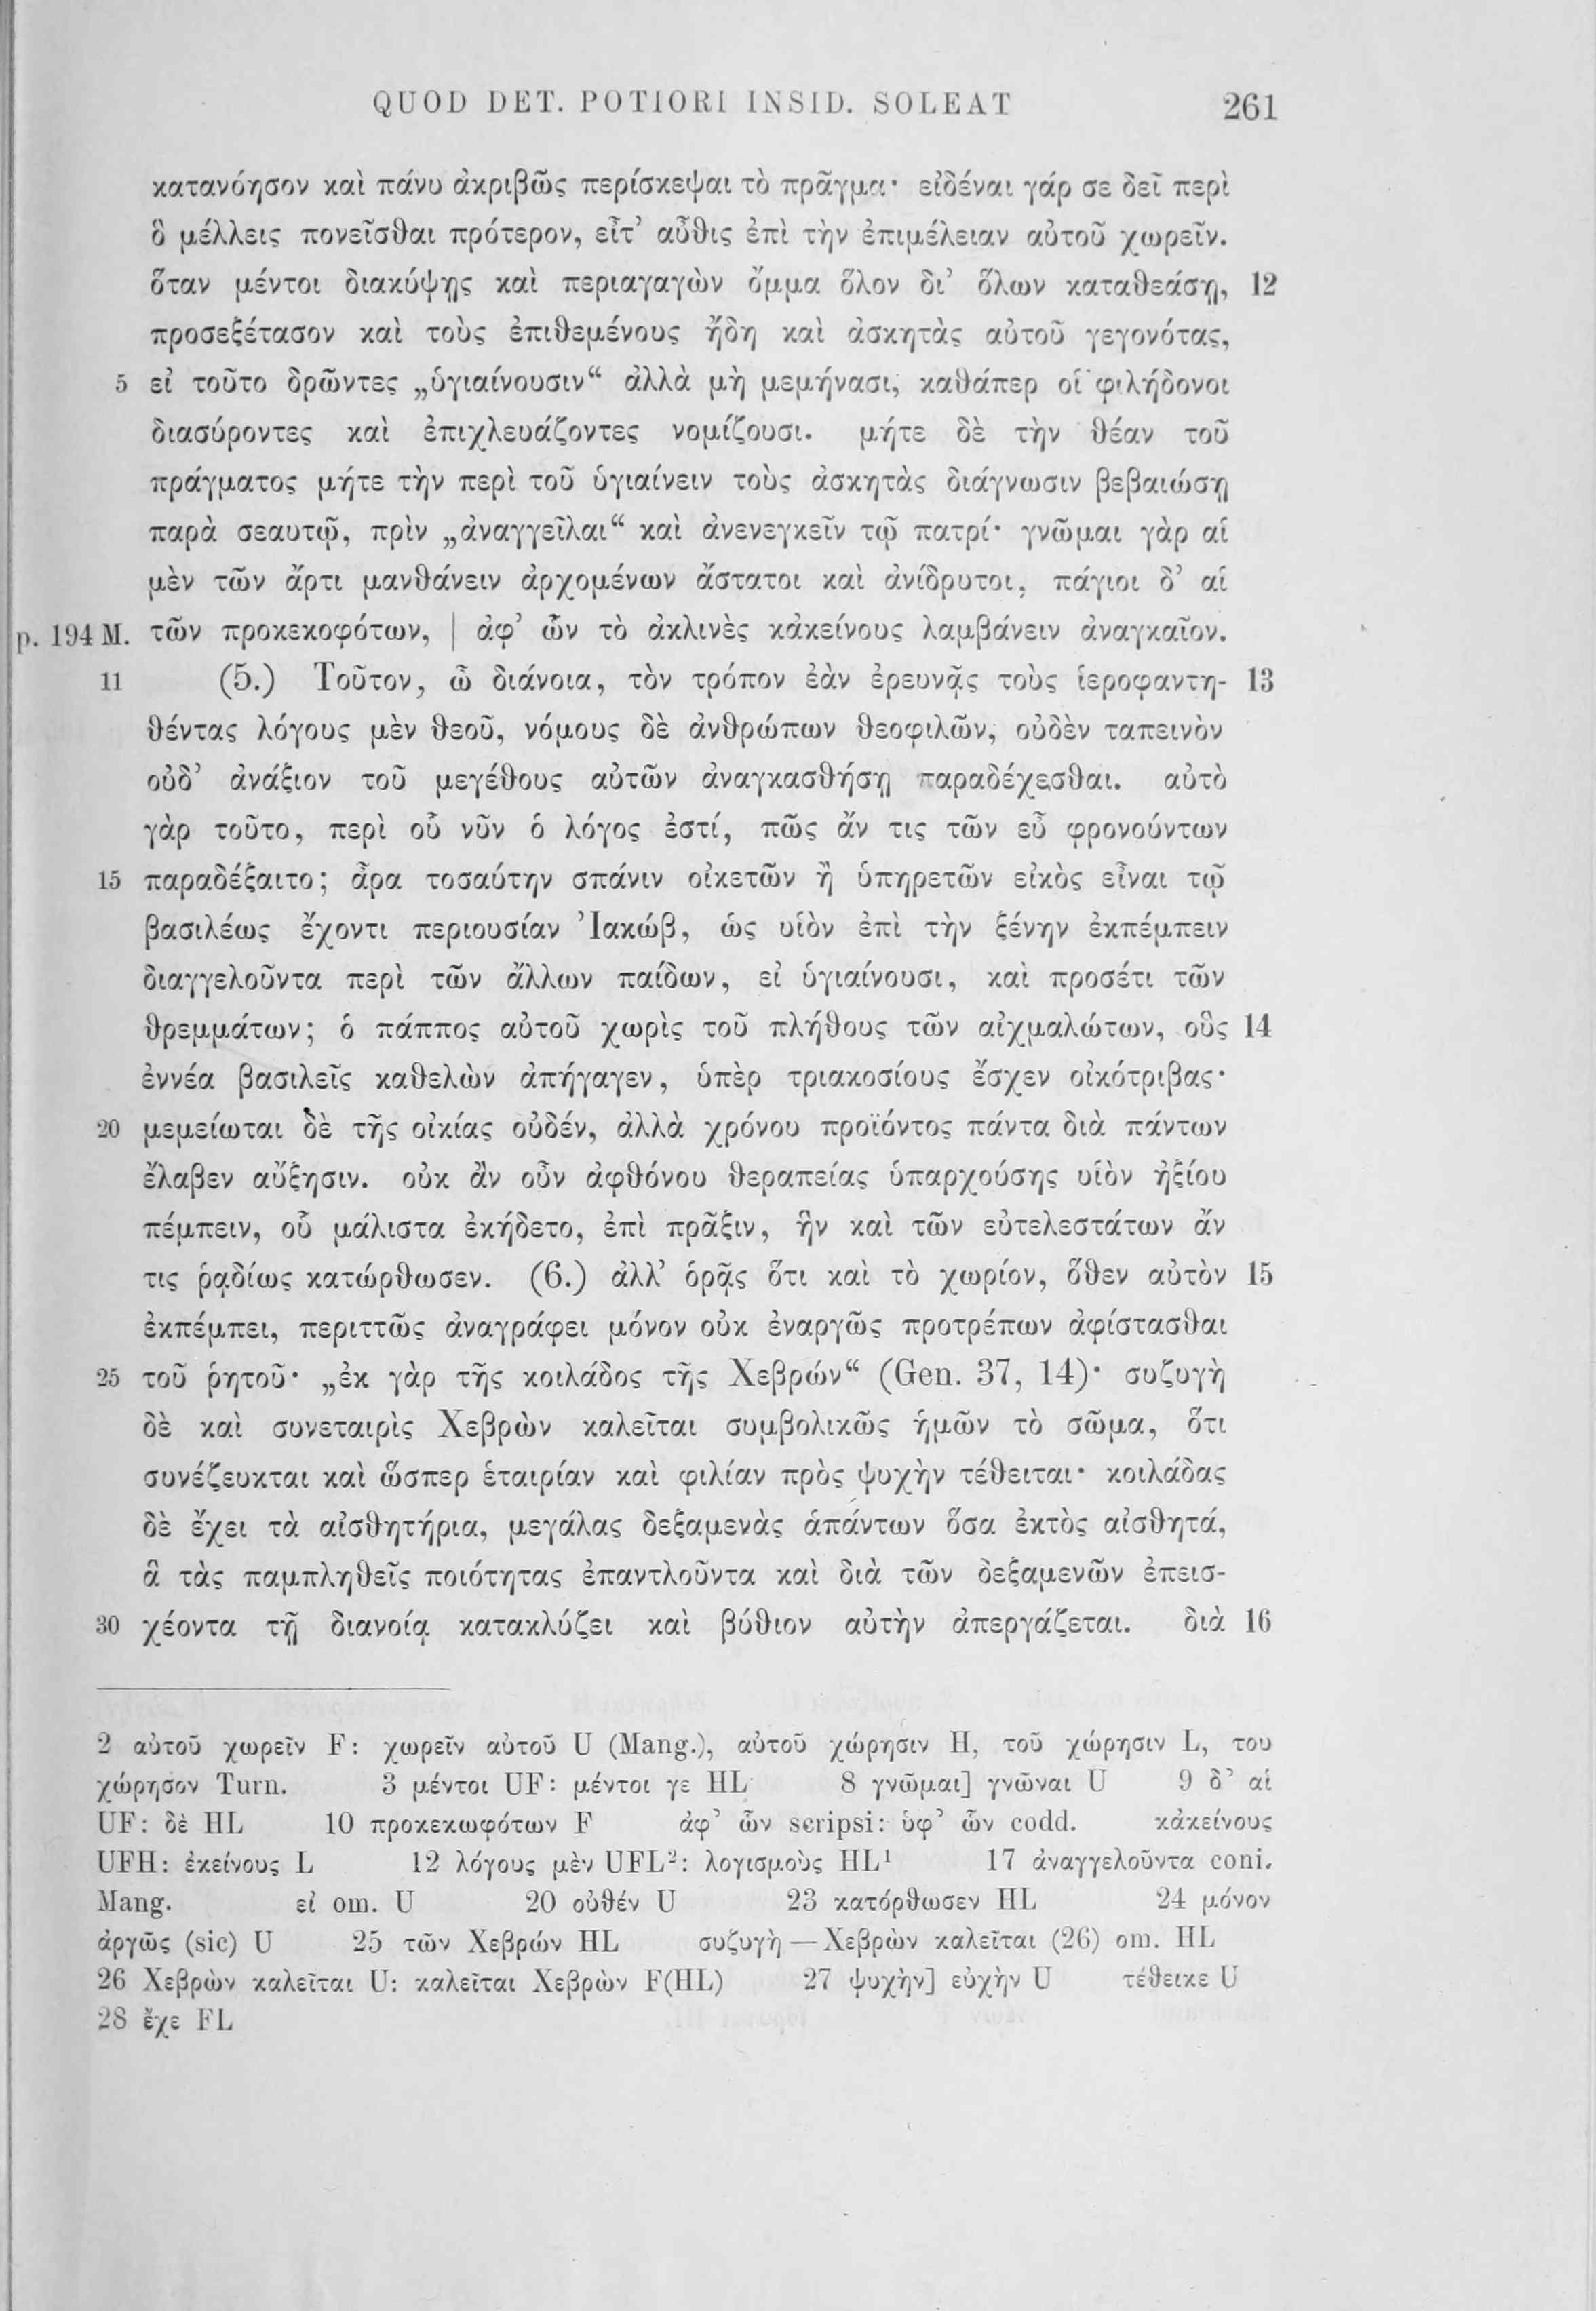 QUOD DET. POTIORI INSID. SOLEAT 261
κατανόησον καὶ πάνυ ἀκριβῶς περίσκεψαι τὸ πρᾶγμα· εἰδέναι γάρ σε δεῖ περὶ
ὃ μέλλεις πονεῖσθαι πρότερον, εἶτ’ αὖθις ἐπὶ τὴν ἐπιμέλειαν αὐτοῦ χωρεῖν.
ὅταν μέντοι διακύψῃς καὶ περιαγαγὼν ὄμμα ὅλον δι’ ὅλων καταθεάσῃ, 12
προσεξέτασον καὶ τοὺς ἐπιθεμένους ἤδη καὶ ἀσκητὰς αὐτοῦ γεγονότας,
5 εἰ τοῦτο δρῶντες „ὑγιαίνουσιν“ ἀλλὰ μὴ μεμήνασι, καθάπερ οἱ φιλήδονοι
διασύροντες καὶ ἐπιχλευάζοντες νομίζουσι. μήτε δὲ τὴν θέαν τοῦ
πράγματος μήτε τὴν περὶ τοῦ ὑγιαίνειν τοὺς ἀσκητὰς διάγνωσιν βεβαιώσῃ
παρὰ σεαυτῷ, πρὶν „ἀναγγεῖλαι“ καὶ ἀνενεγκεῖν τῷ πατρί· γνῶμαι γὰρ αἱ
μὲν τῶν ἄρτι μανθάνειν ἀρχομένων ἄστατοι καὶ ἀνίδρυτοι, πάγιοι δ’ αἱ
p. 194 M. τῶν προκεκοφότων, | ἀφ’ ὧν τὸ ἀκλινὲς κἀκείνους λαμβάνειν ἀναγκαῖον.
11 (5.) Τοῦτον, ὦ διάνοια, τὸν τρόπον ἐὰν ἐρευνᾷς τοὺς ἱεροφαντη- 13
θέντας λόγους μὲν θεοῦ, νόμους δὲ ἀνθρώπων θεοφιλῶν, οὐδὲν ταπεινὸν
οὐδ’ ἀνάξιον τοῦ μεγέθους αὐτῶν ἀναγκασθήσῃ παραδέχεσθαι. αὐτὸ
γὰρ τοῦτο, περὶ οὗ νῦν ὁ λόγος ἐστί, πῶς ἄν τις τῶν εὖ φρονούντων
15 παραδέξαιτο; ἆρα τοσαύτην σπάνιν οἰκετῶν ἢ ὑπηρετῶν εἰκὸς εἶναι τῷ
βασιλέως ἔχοντι περιουσίαν Ἰακώβ, ὡς υἱὸν ἐπὶ τὴν ξένην ἐκπέμπειν
διαγγελοῦντα περὶ τῶν ἄλλων παίδων, εἰ ὑγιαίνουσι, καὶ προσέτι τῶν
θρεμμάτων; ὁ πάππος αὐτοῦ χωρὶς τοῦ πλήθους τῶν αἰχμαλώτων, οὓς 14
ἐννέα βασιλεῖς καθελὼν ἀπήγαγεν, ὑπὲρ τριακοσίους ἔσχεν οἰκότριβας·
20 μεμείωται δὲ τῆς οἰκίας οὐδέν, ἀλλὰ χρόνου προϊόντος πάντα διὰ πάντων
ἔλαβεν αὔξησιν. οὐκ ἂν οὖν ἀφθόνου θεραπείας ὑπαρχούσης υἱὸν ἠξίου
πέμπειν, οὗ μάλιστα ἐκήδετο, ἐπὶ πρᾶξιν, ἣν καὶ τῶν εὐτελεστάτων ἄν
τις ῥᾳδίως κατώρθωσεν. (6.) ἀλλ’ ὁρᾷς ὅτι καὶ τὸ χωρίον, ὅθεν αὐτὸν 15
ἐκπέμπει, περιττῶς ἀναγράφει μόνον οὐκ ἐναργῶς προτρέπων ἀφίστασθαι
25 τοῦ ῥητοῦ· „ἐκ γὰρ τῆς κοιλάδος τῆς Χεβρών“ (Gen. 37, 14)· συζυγὴ
δὲ καὶ συνεταιρὶς Χεβρὼν καλεῖται συμβολικῶς ἡμῶν τὸ σῶμα, ὅτι
συνέζευκται καὶ ὥσπερ ἑταιρίαν καὶ φιλίαν πρὸς ψυχὴν τέθειται· κοιλάδας
δὲ ἔχει τὰ αἰσθητήρια, μεγάλας δεξαμενὰς ἁπάντων ὅσα ἐκτὸς αἰσθητά,
ἃ τὰς παμπληθεῖς ποιότητας ἐπαντλοῦντα καὶ διὰ τῶν δεξαμενῶν ἐπεισ-
30 χέοντα τῇ διανοίᾳ κατακλύζει καὶ βύθιον αὐτὴν ἀπεργάζεται. διὰ 16
2 αὐτοῦ χωρεῖν F: χωρεῖν αὐτοῦ U (Mang.), αὐτοῦ χώρησιν H, τοῦ χώρησιν L, του
χώρησον Turn. 3 μέντοι UF: μέντοι γε HL 8 γνῶμαι] γνῶναι U 9 δ’ αἱ
UF: δὲ HL 10 προκεκωφότων F ἀφ’ ὧν scripsi: ὑφ’ ὧν codd. κἀκείνους
UFH: ἐκείνους L 12 λόγους μὲν UFL²: λογισμοὺς HL¹ 17 ἀναγγελοῦντα coni.
Mang. εἰ om. U 20 οὐθέν U 23 κατόρθωσεν HL 24 μόνον
ἀργῶς (sic) U 25 τῶν Χεβρών HL συζυγὴ — Χεβρὼν καλεῖται (26) om. HL
26 Χεβρὼν καλεῖται U: καλεῖται Χεβρὼν F(HL) 27 ψυχὴν] εὐχὴν U τέθεικε U
28 ἔχε FL